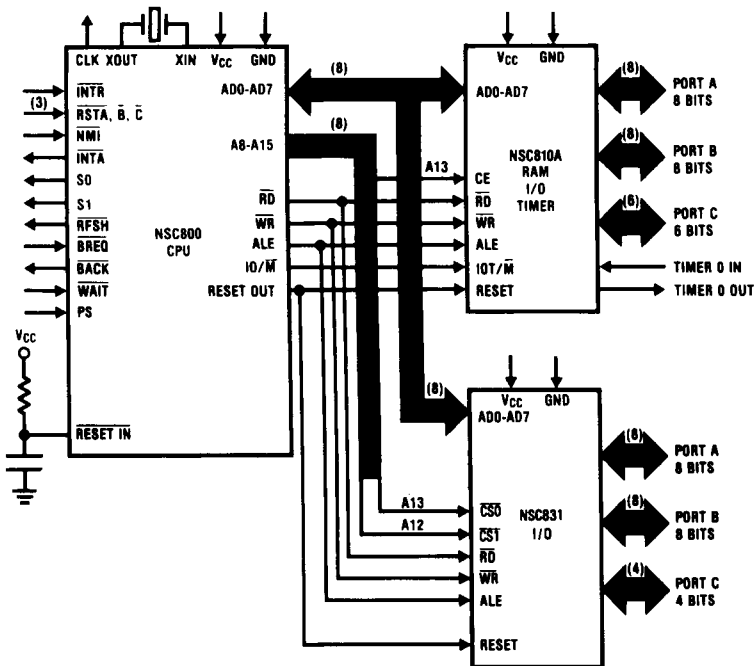 CLK XOUT XIN VCC GND
INTR
(3)
RSTA, B, C
NMI
INTA
S0
S1
RFSH
BREQ
BACK
WAIT
PS
VCC
RESET IN
NSC800
CPU
AD0-AD7
A8-A15
RD
WR
ALE
IO/M
RESET OUT
(8)
(8)
A13
VCC GND
AD0-AD7
NSC810A
RAM
I/O
TIMER
CE
RD
WR
ALE
IOT/M
RESET
(8)
PORT A
8 BITS
(8)
PORT B
8 BITS
(6)
PORT C
6 BITS
TIMER 0 IN
TIMER 0 OUT
(8)
VCC GND
AD0-AD7
NSC831
I/O
A13
A12
CS0
CS1
RD
WR
ALE
RESET
PORT A
8 BITS
(8)
PORT B
8 BITS
(4)
PORT C
4 BITS